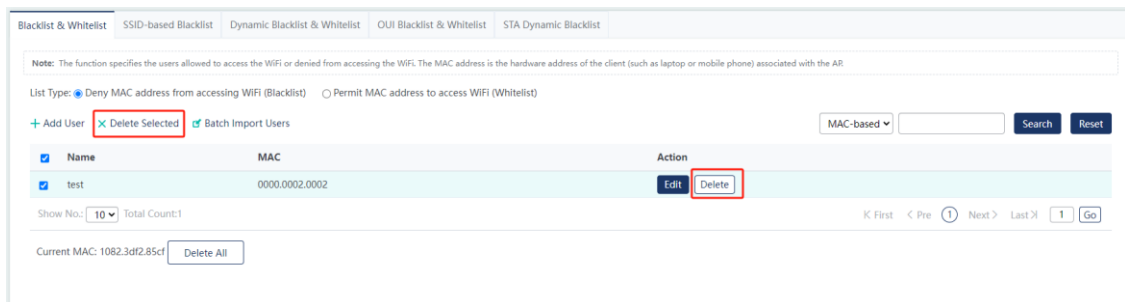 Blacklist & Whitelist SSID-based Blacklist Dynamic Blacklist & Whitelist OUI Blacklist & Whitelist STA Dynamic Blacklist
Note: The function specifies the users allowed to access the WiFi or denied from accessing the WiFi. The MAC address is the hardware address of the client (such as laptop or mobile phone) associated with the AP.
List Type: Deny MAC address from accessing WiFi (Blacklist) Permit MAC address to access WiFi (Whitelist)
+ Add User X Delete Selected Batch Import Users MAC-based Search Reset
Name MAC Action
test 0000.0002.0002 Edit Delete
Show No.: 10 Total Count:1 First Pre 1 Next Last 1 Go
Current MAC: 1082.3df2.85cf Delete All